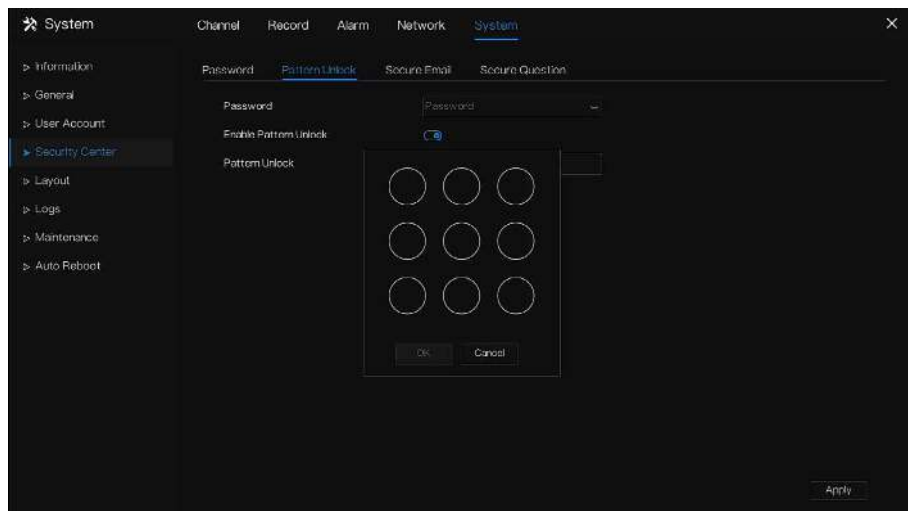 System
Channel Record Alarm Network System
Information
General
User Account
Security Center
Layout
Logs
Maintenance
Auto Reboot
Password Pattern Unlock Secure Email Secure Question
Password Password
Enable Pattern Unlock
Pattern Unlock
OK Cancel
Apply